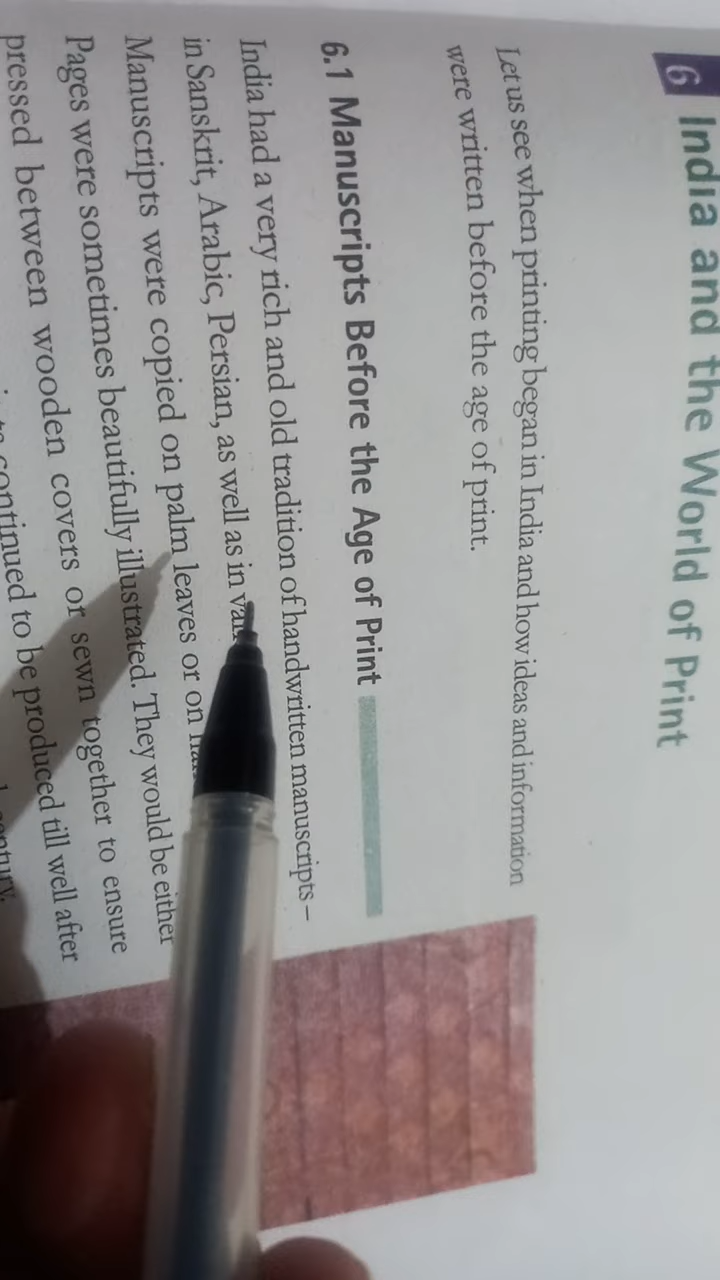 6 India and the World of Print
Let us see when printing began in India and how ideas and information
were written before the age of print.
6.1 Manuscripts Before the Age of Print
India had a very rich and old tradition of handwritten manuscripts –
in Sanskrit, Arabic, Persian, as well as in
Manuscripts were copied on palm leaves or on
Pages were sometimes beautifully illustrated. They would be either
pressed between wooden covers or sewn together to ensure
continued to be produced till well after
century.